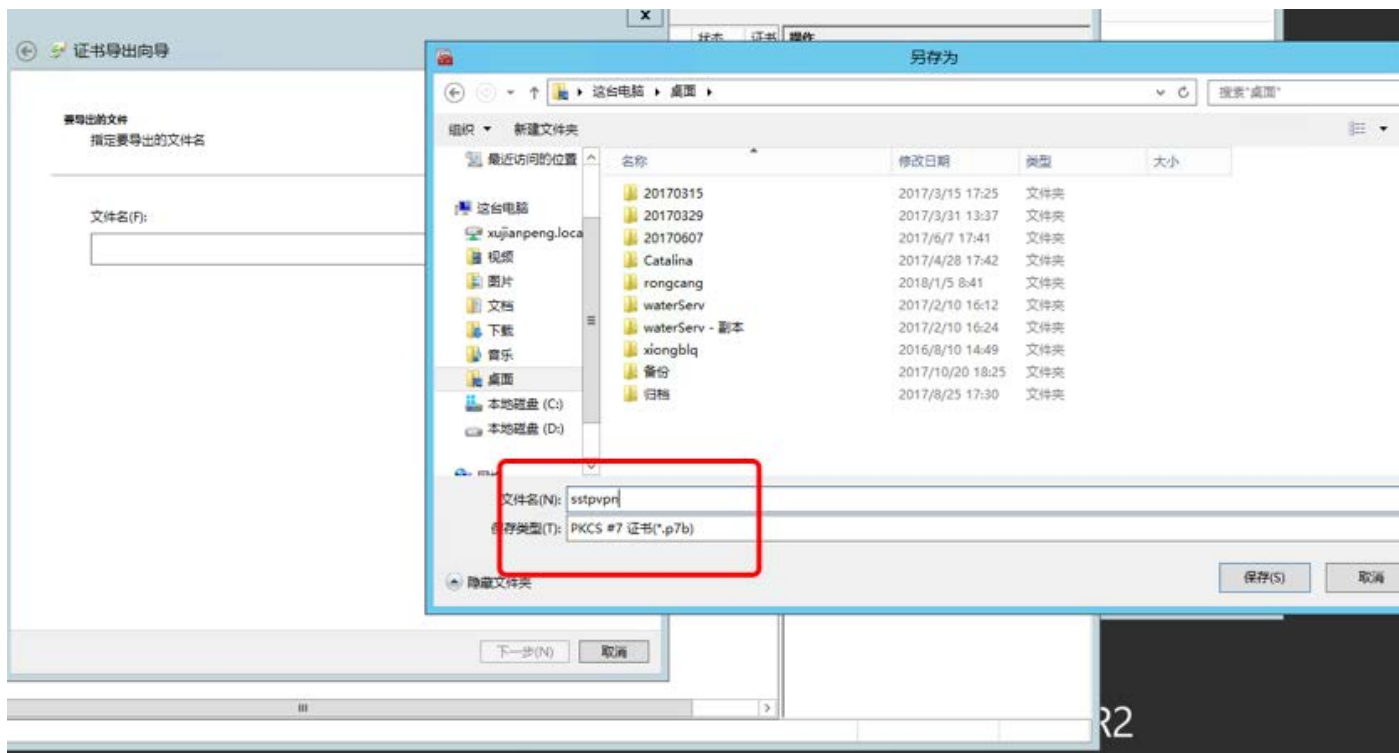 x
证书导出向导
状态 证书 操作
另存为
这台电脑 桌面
搜索"桌面"
要导出的文件
指定要导出的文件名
组织 新建文件夹
最近访问的位置
名称 修改日期 类型 大小
20170315 2017/3/15 17:25 文件夹
20170329 2017/3/31 13:37 文件夹
20170607 2017/6/7 17:41 文件夹
Catalina 2017/4/28 17:42 文件夹
rongcang 2018/1/5 8:41 文件夹
waterServ 2017/2/10 16:12 文件夹
waterServ - 副本 2017/2/10 16:24 文件夹
xiongblq 2016/8/10 14:49 文件夹
备份 2017/10/20 18:25 文件夹
归档 2017/8/25 17:30 文件夹
这台电脑
xujianpeng.loca
视频
图片
文档
下载
音乐
桌面
本地磁盘 (C:)
本地磁盘 (D:)
文件名(F):
文件名(N): sstpvpn
保存类型(T): PKCS #7 证书(*.p7b)
隐藏文件夹
保存(S) 取消
下一步(N) 取消
R2